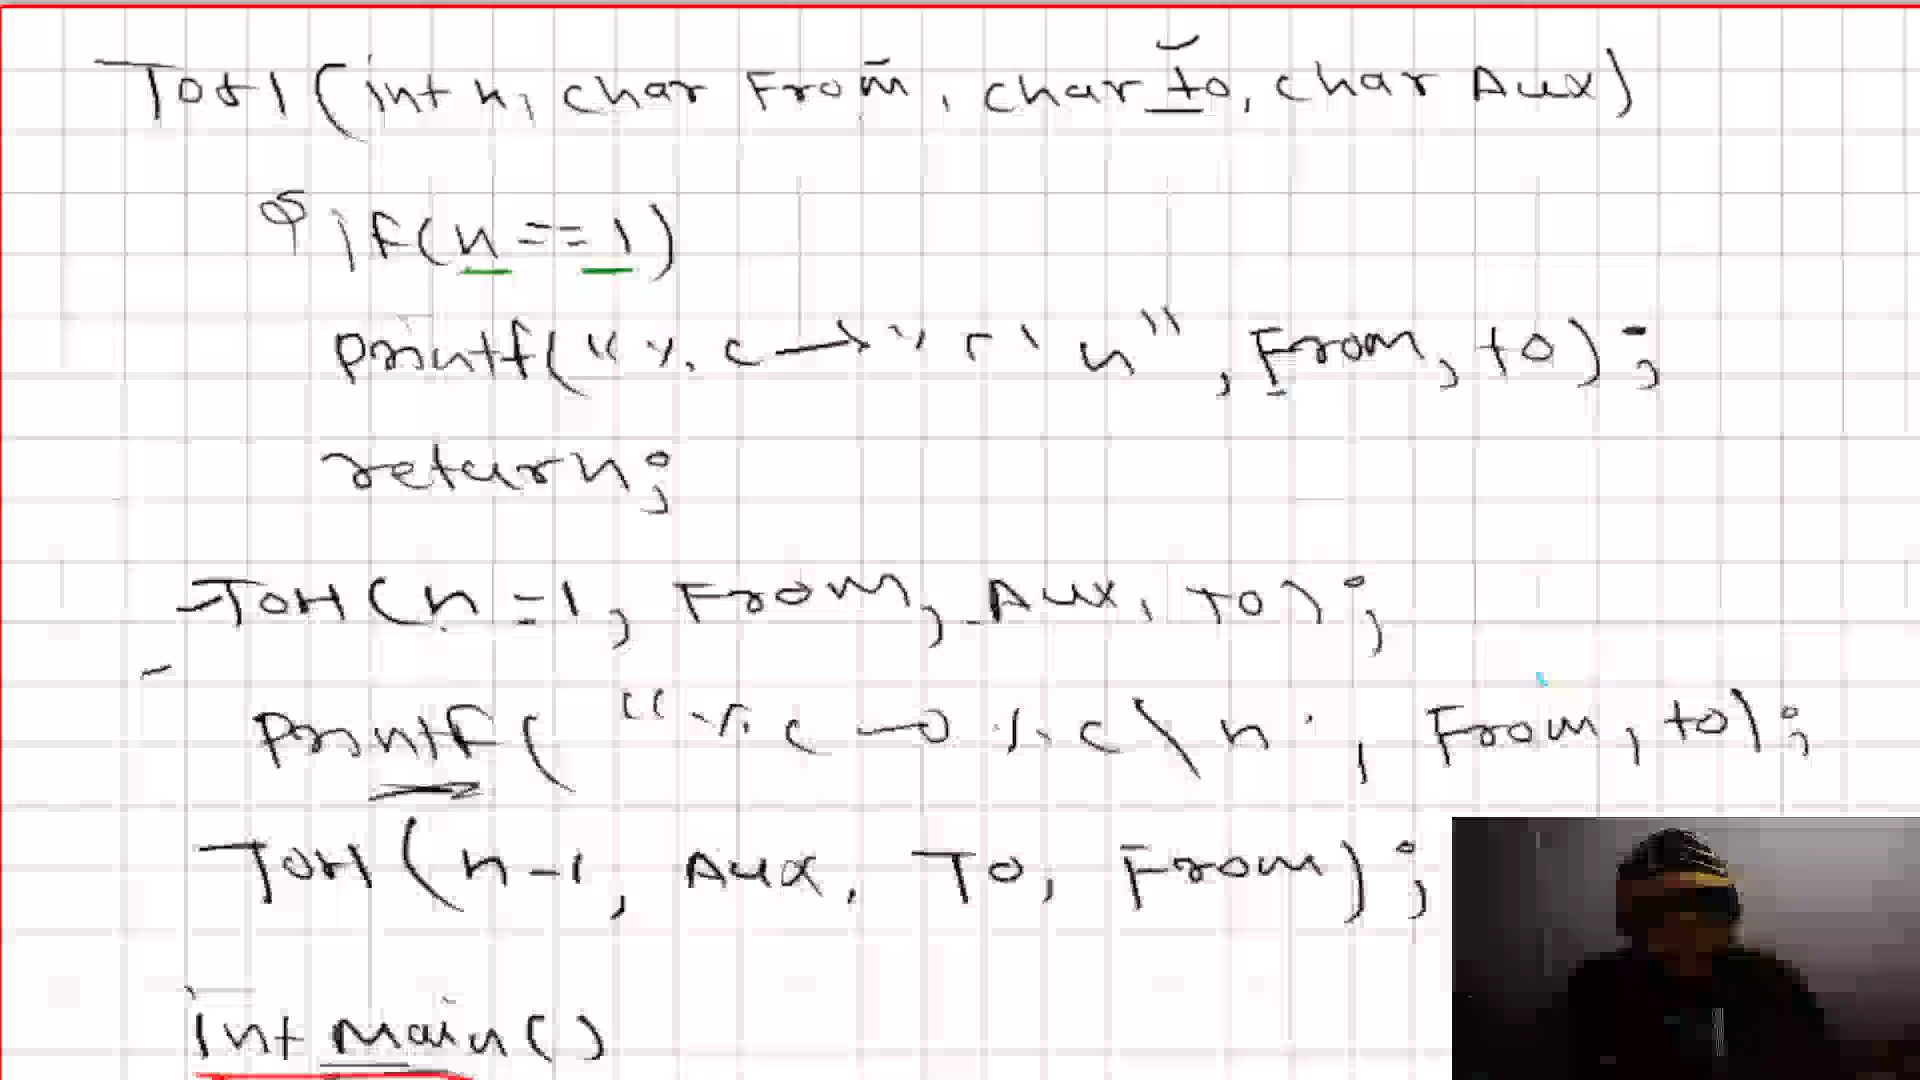 TOH(int n, char From, char to, char Aux)
if(n==1)
printf("%c→%c\n", From, to);
return;
TOH(n=1, From, Aux, To);
printf("%c→%c\n", From, to);
TOH(n-1, Aux, To, From);
int main()